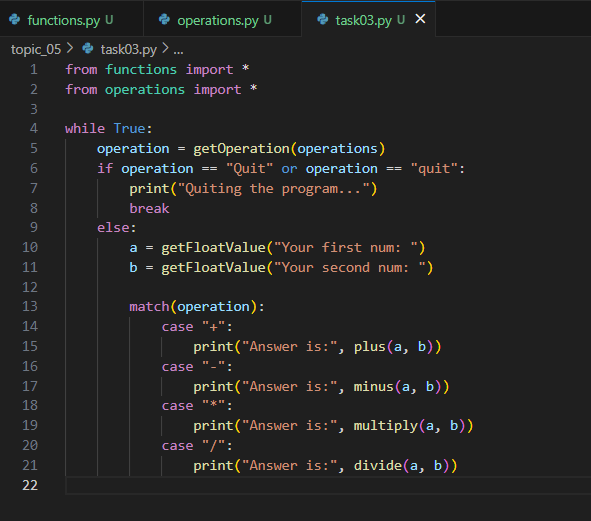 functions.py U operations.py U task03.py U ×
topic_05 > task03.py > ...
1 from functions import *
2 from operations import *
3
4 while True:
5     operation = getOperation(operations)
6     if operation == "Quit" or operation == "quit":
7         print("Quiting the program...")
8         break
9     else:
10         a = getFloatValue("Your first num: ")
11         b = getFloatValue("Your second num: ")
12
13         match(operation):
14             case "+":
15                 print("Answer is:", plus(a, b))
16             case "-":
17                 print("Answer is:", minus(a, b))
18             case "*":
19                 print("Answer is:", multiply(a, b))
20             case "/":
21                 print("Answer is:", divide(a, b))
22